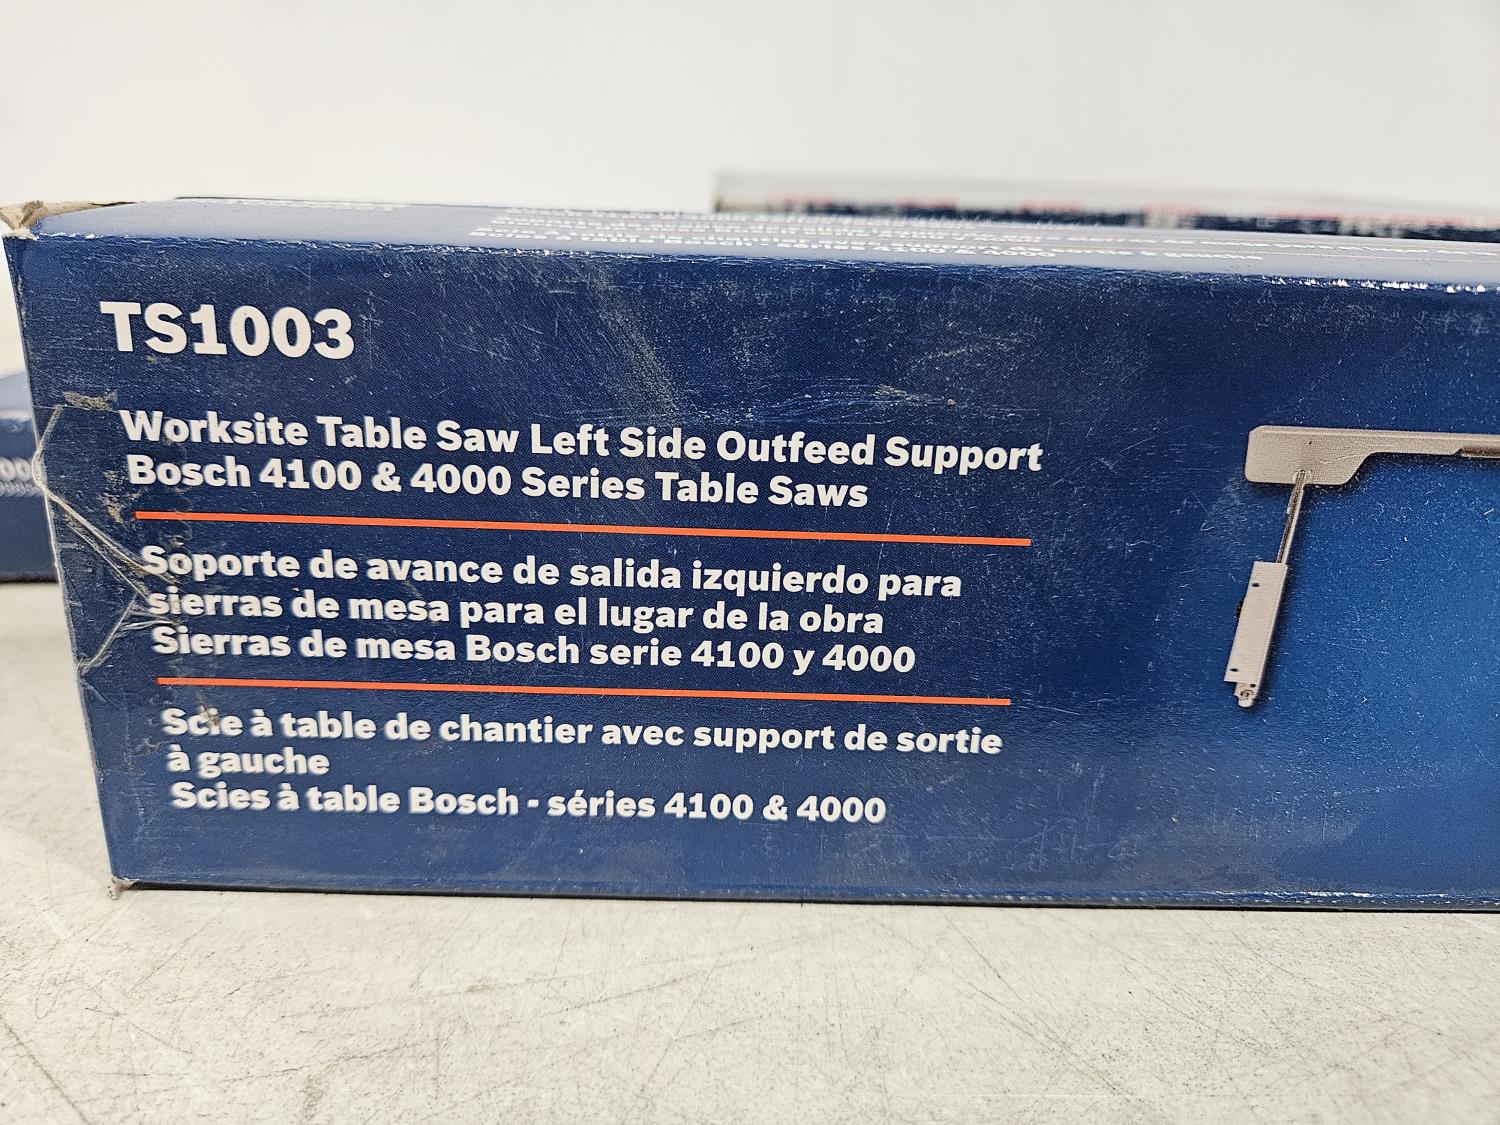 TS1003
Worksite Table Saw Left Side Outfeed Support
Bosch 4100 & 4000 Series Table Saws
Soporte de avance de salida izquierdo para
sierras de mesa para el lugar de la obra
Sierras de mesa Bosch serie 4100 y 4000
Scie à table de chantier avec support de sortie
à gauche
Scies à table Bosch - séries 4100 & 4000